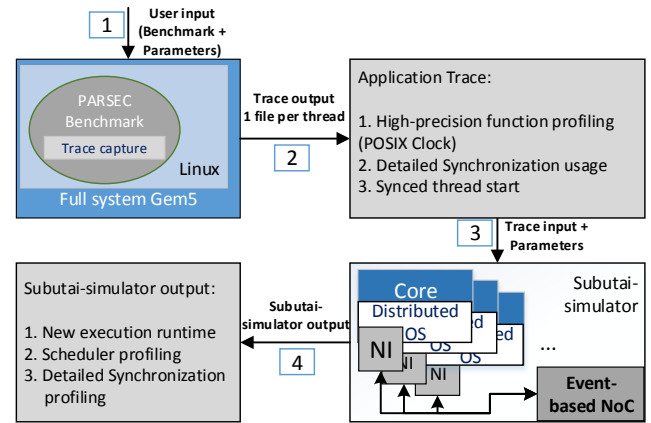 1
User input
(Benchmark +
Parameters)
PARSEC
Benchmark
Trace capture
Linux
Full system Gem5
Trace output
1 file per thread
2
Application Trace:
1. High-precision function profiling
(POSIX Clock)
2. Detailed Synchronization usage
3. Synced thread start
3
Trace input +
Parameters
Subutai-
simulator
Core
Distributed
OS
NI
ed
OS
NI
ed
OS
NI
...
Event-
based NoC
Subutai-
simulator output
4
Subutai-simulator output:
1. New execution runtime
2. Scheduler profiling
3. Detailed Synchronization
profiling